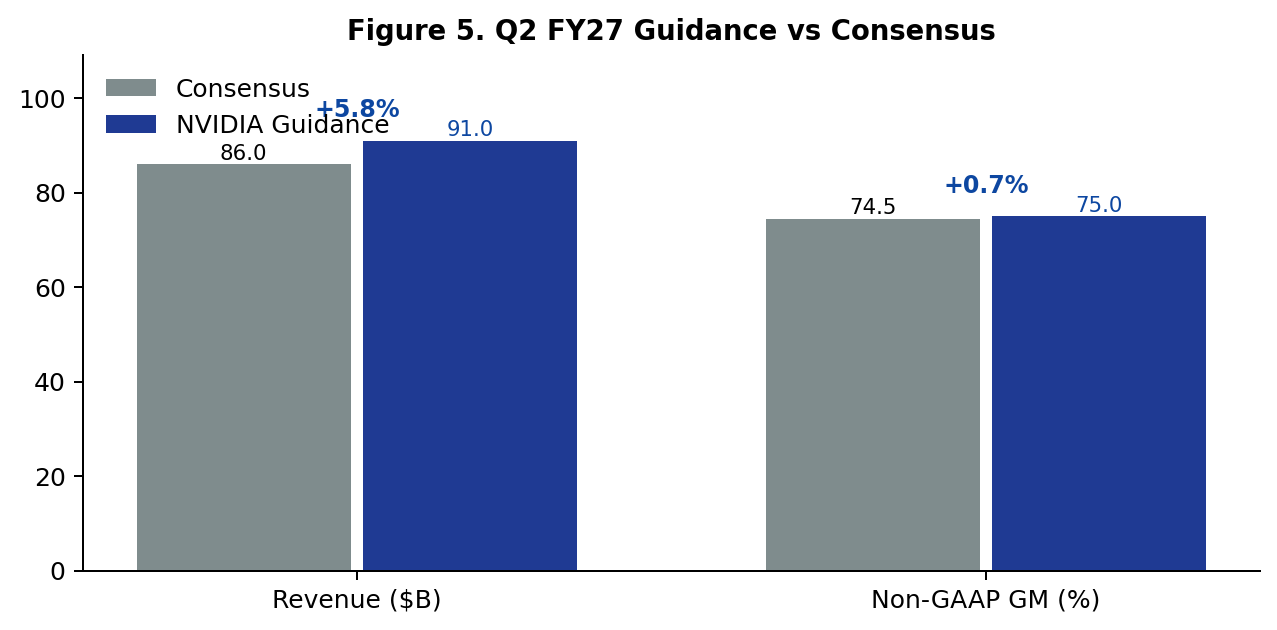 Figure 5. Q2 FY27 Guidance vs Consensus
Consensus
NVIDIA Guidance
+5.8%
86.0
91.0
+0.7%
74.5
75.0
100
80
60
40
20
0
Revenue ($B)
Non-GAAP GM (%)